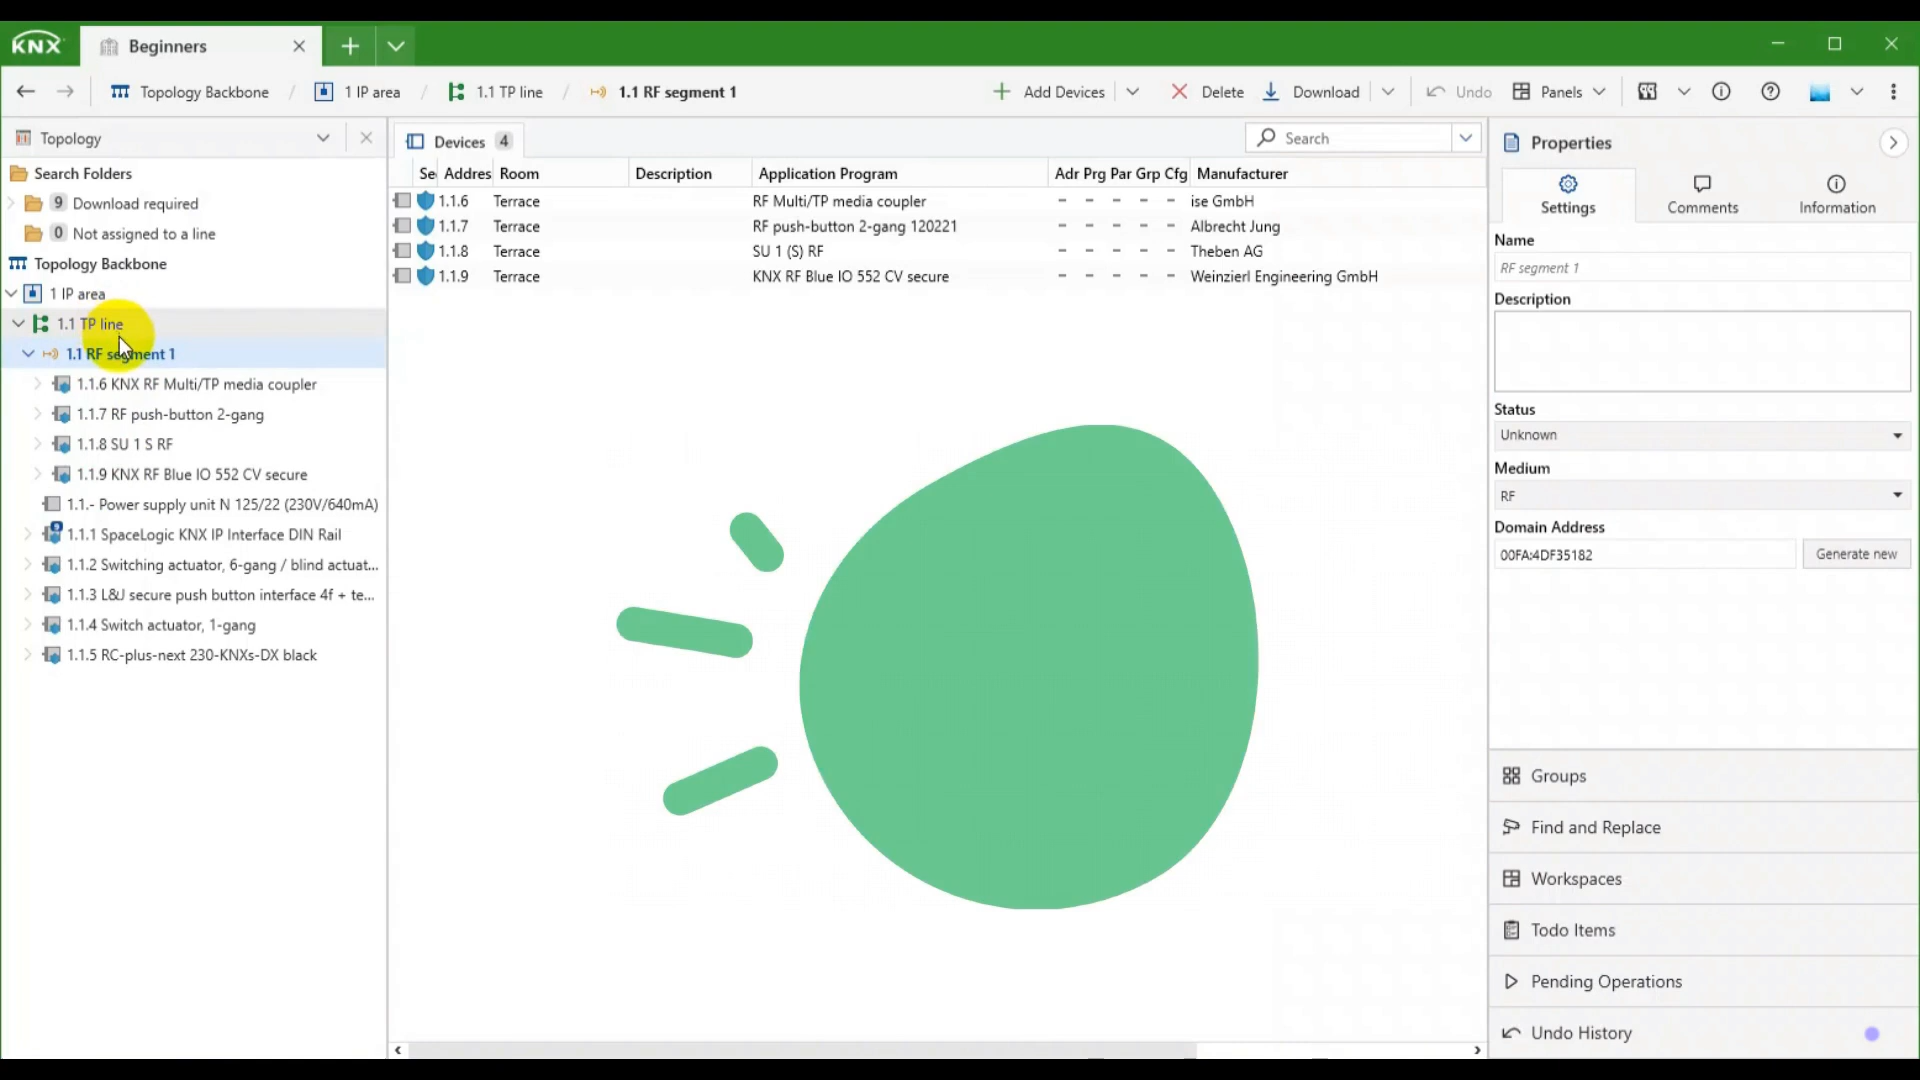 KNX
Beginners
Topology Backbone / 1 IP area / 1.1 TP line / 1.1 RF segment 1
Add Devices
Delete
Download
Undo
Panels
Topology
Search Folders
9 Download required
0 Not assigned to a line
Topology Backbone
1 IP area
1.1 TP line
1.1 RF segment 1
1.1.6 KNX RF Multi/TP media coupler
1.1.7 RF push-button 2-gang
1.1.8 SU 1 S RF
1.1.9 KNX RF Blue IO 552 CV secure
1.1.- Power supply unit N 125/22 (230V/640mA)
1.1.1 SpaceLogic KNX IP Interface DIN Rail
1.1.2 Switching actuator, 6-gang / blind actuat...
1.1.3 L&J secure push button interface 4f + te...
1.1.4 Switch actuator, 1-gang
1.1.5 RC-plus-next 230-KNXs-DX black
Devices 4
Search
Se Addres Room Description Application Program Adr Prg Par Grp Cfg Manufacturer
1.1.6 Terrace RF Multi/TP media coupler - - - - - ise GmbH
1.1.7 Terrace RF push-button 2-gang 120221 - - - - - Albrecht Jung
1.1.8 Terrace SU 1 (S) RF - - - - - Theben AG
1.1.9 Terrace KNX RF Blue IO 552 CV secure - - - - - Weinzierl Engineering GmbH
Properties
Settings
Comments
Information
Name
RF segment 1
Description
Status
Unknown
Medium
RF
Domain Address
00FA:4DF35182
Generate new
Groups
Find and Replace
Workspaces
Todo Items
Pending Operations
Undo History